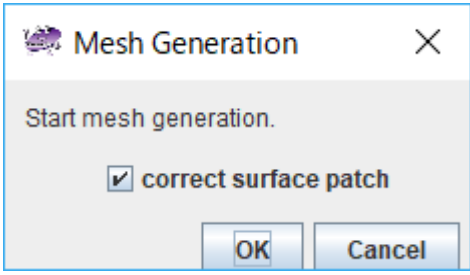 Mesh Generation
Start mesh generation.
correct surface patch
OK Cancel